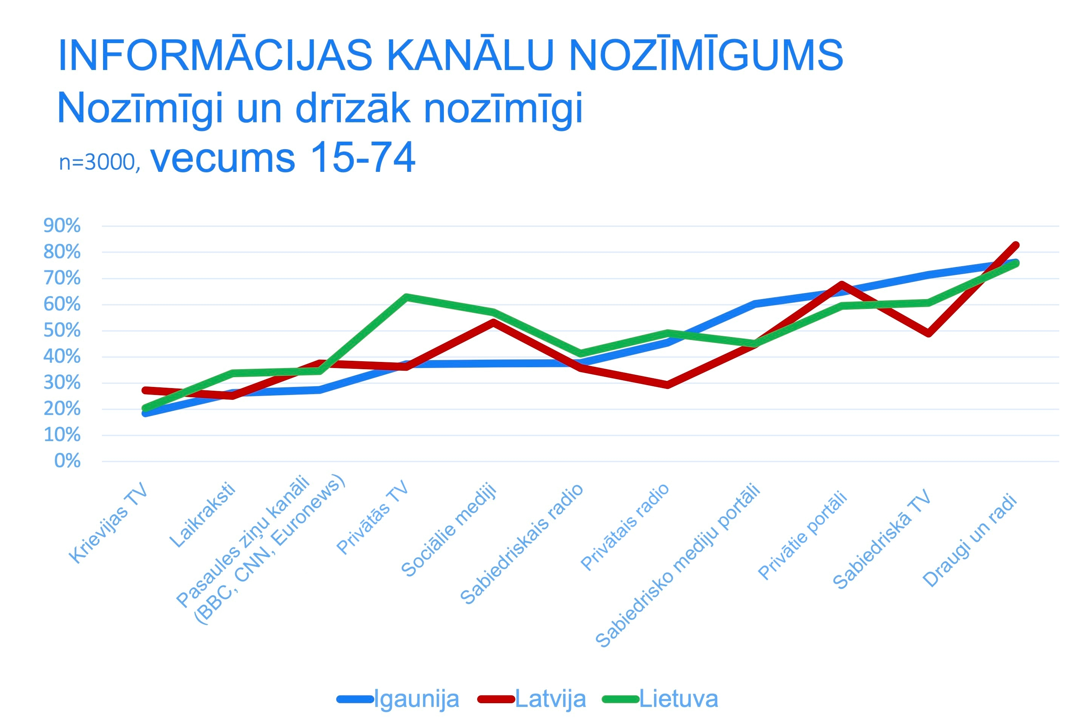 INFORMĀCIJAS KANĀLU NOZĪMĪGUMS
Nozīmīgi un drīzāk nozīmīgi
n=3000, vecums 15-74
90%
80%
70%
60%
50%
40%
30%
20%
10%
0%
Krievijas TV
Laikraksti
Pasaules ziņu kanāli
(BBC, CNN, Euronews)
Privātās TV
Sociālie mediji
Sabiedriskais radio
Privātais radio
Sabiedrisko mediju portāli
Privātie portāli
Sabiedriskā TV
Draugi un radi
Igaunija Latvija Lietuva